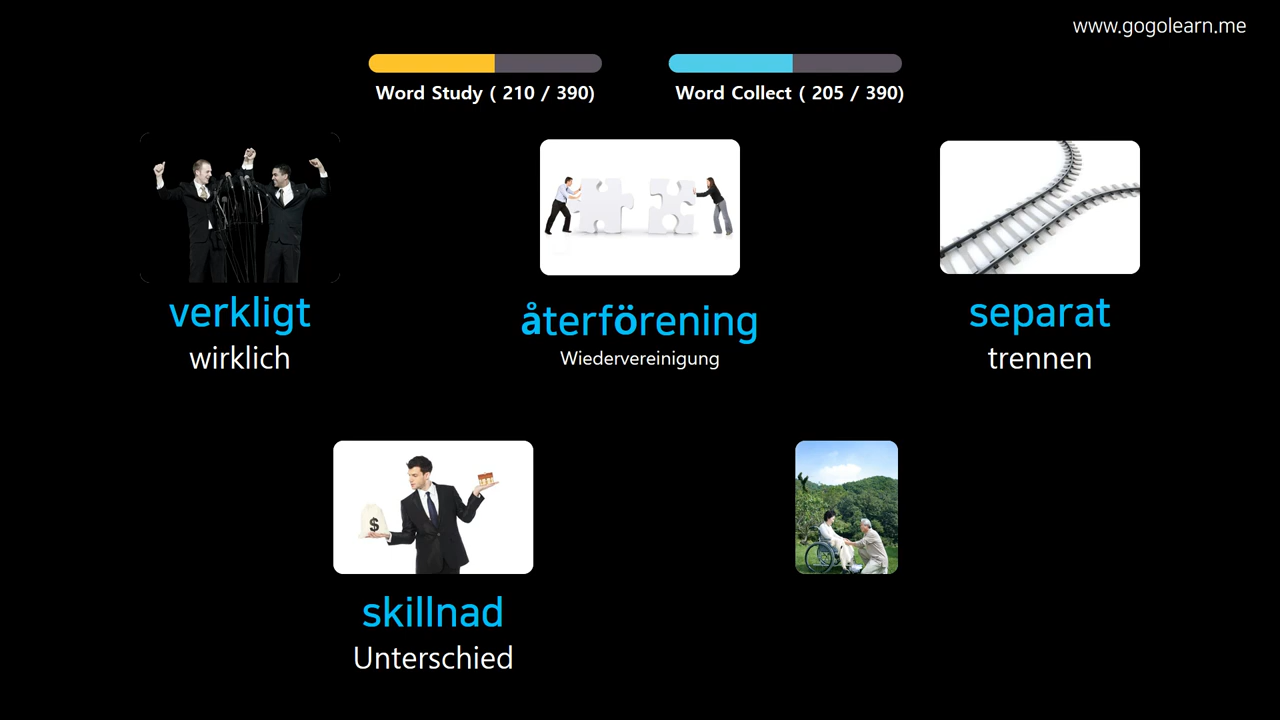 www.gogolearn.me
Word Study ( 210 / 390)
Word Collect ( 205 / 390)
verkligt
wirklich
återförening
Wiedervereinigung
separat
trennen
$
skillnad
Unterschied